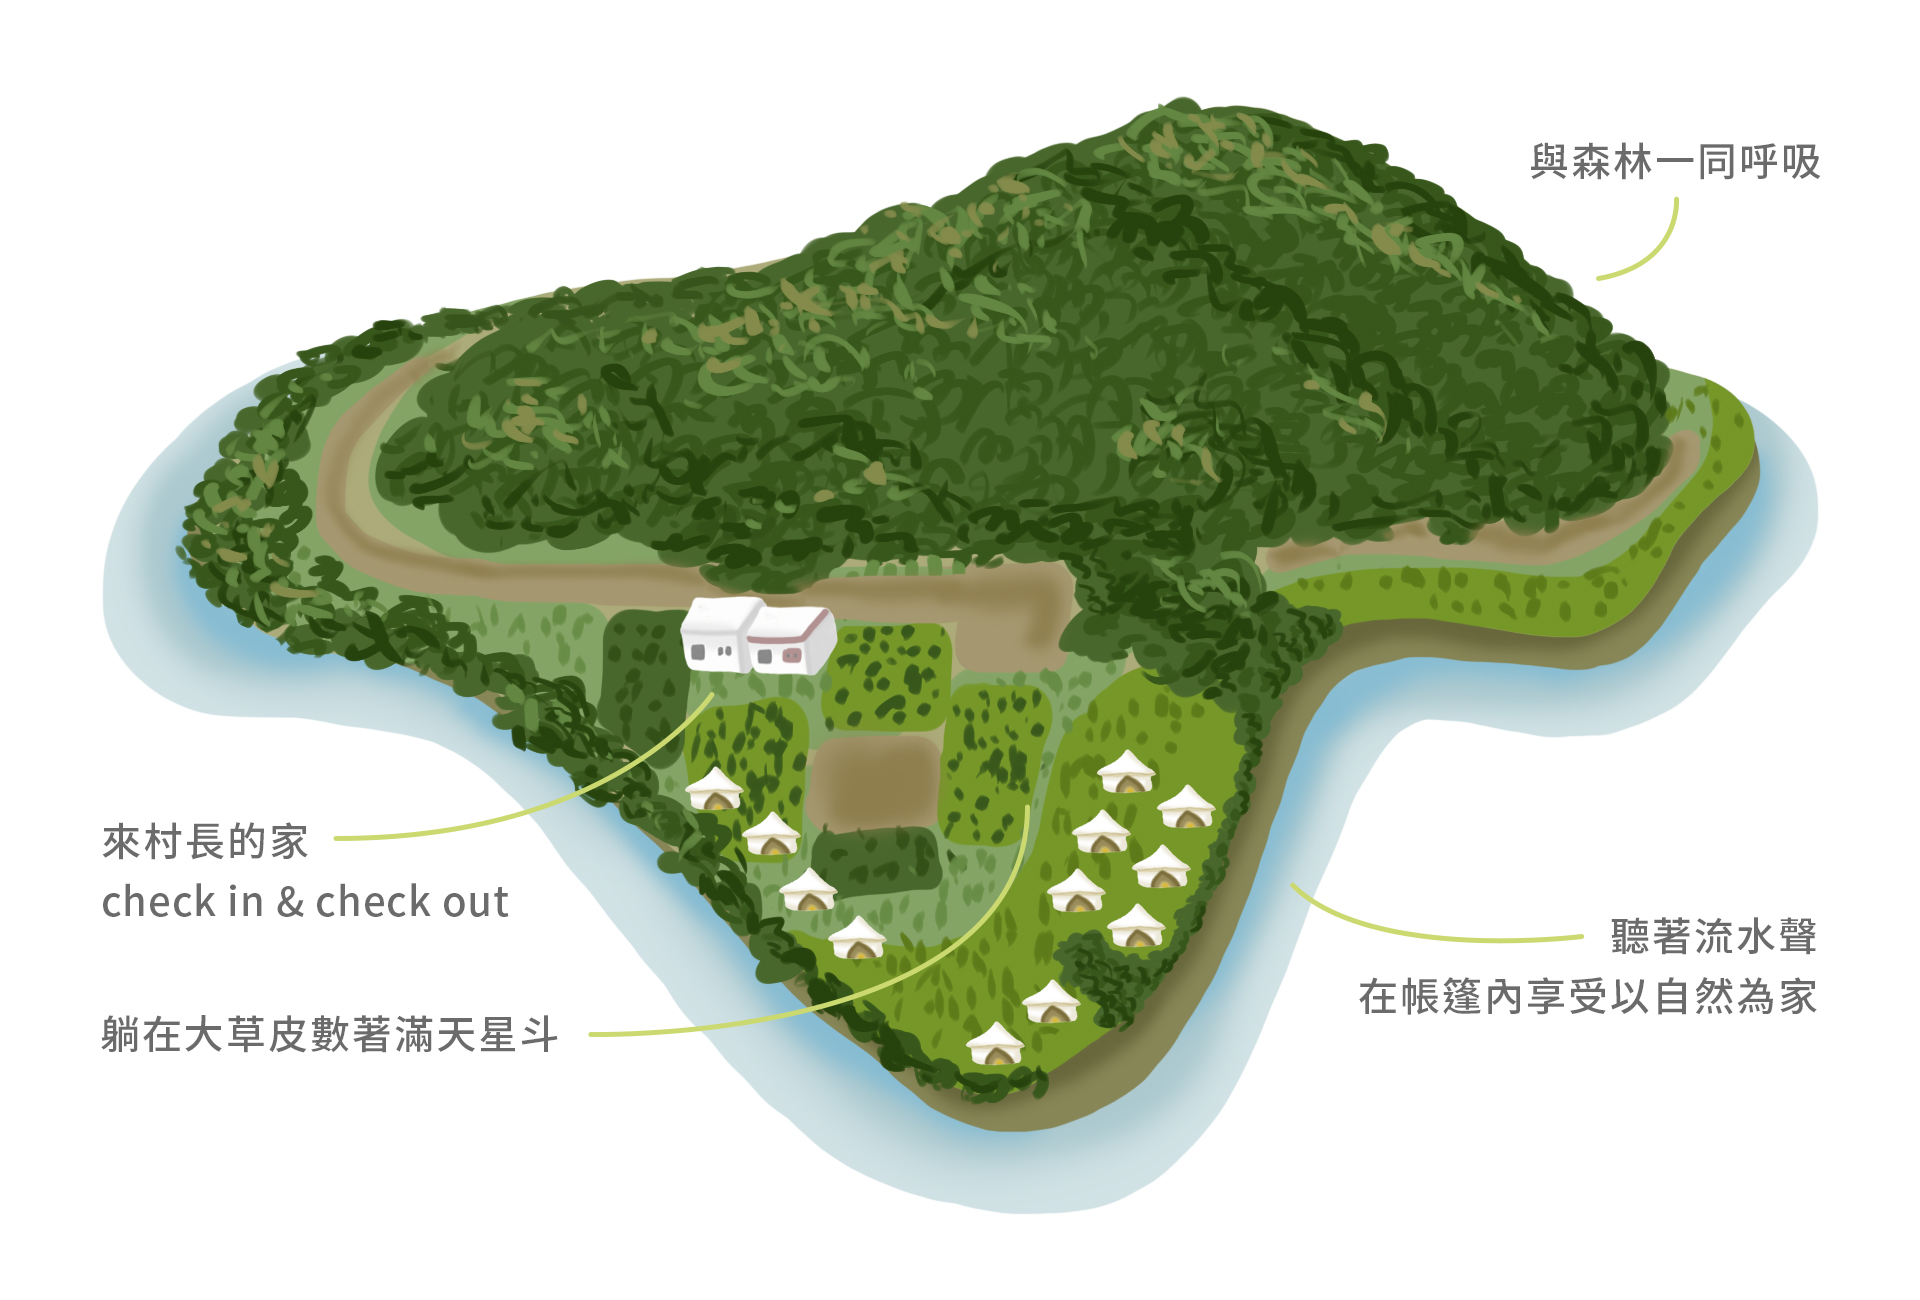 與森林一同呼吸
來村長的家
check in & check out
躺在大草皮數著滿天星斗
聽著流水聲
在帳篷內享受以自然為家